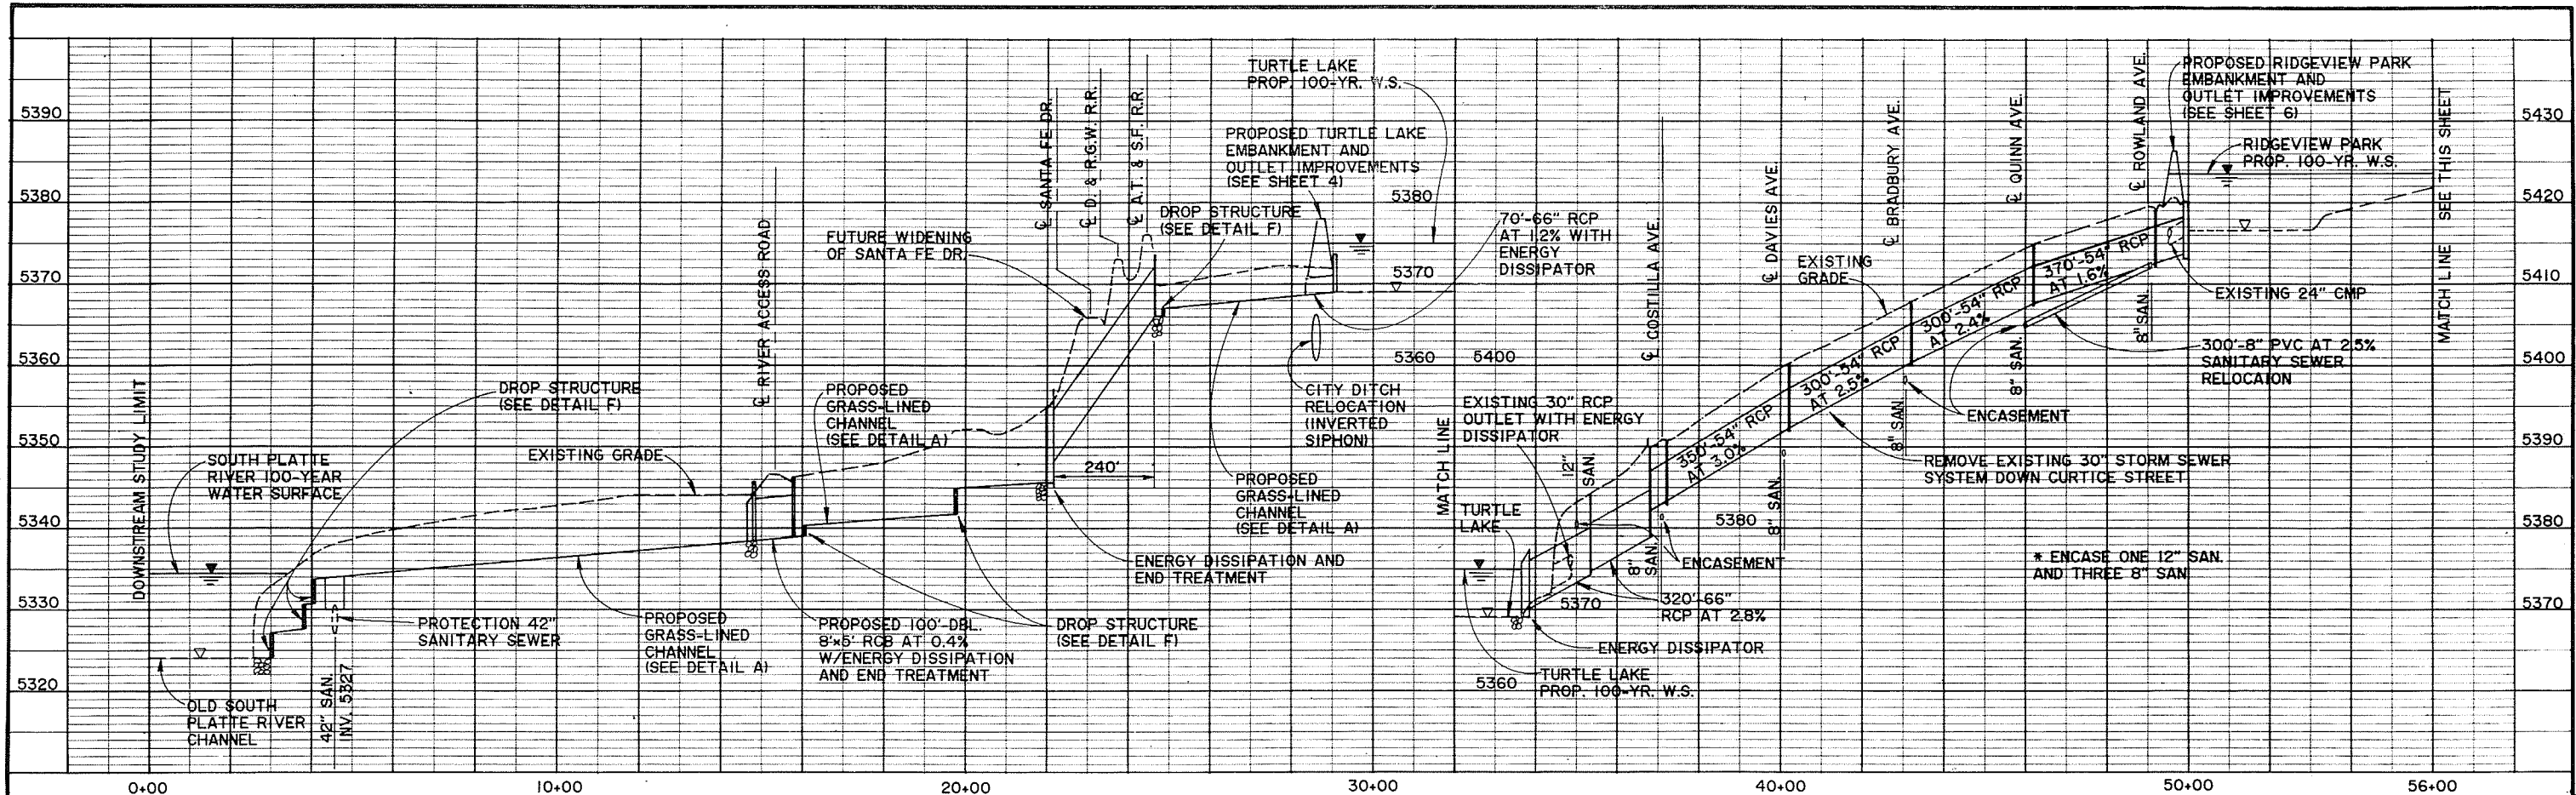 5390
5380
5370
5360
5350
5340
5330
5320
DOWNSTREAM STUDY LIMIT
SOUTH PLATTE
RIVER 100-YEAR
WATER SURFACE
OLD SOUTH
PLATTE RIVER
CHANNEL
DROP STRUCTURE
(SEE DETAIL F)
EXISTING GRADE
42" SAN.
INV. 5327
PROTECTION 42"
SANITARY SEWER
PROPOSED
GRASS-LINED
CHANNEL
(SEE DETAIL A)
℄ RIVER ACCESS ROAD
PROPOSED
GRASS-LINED
CHANNEL
(SEE DETAIL A)
PROPOSED 100'-DBL.
8'x5' RCB AT 0.4%
W/ENERGY DISSIPATION
AND END TREATMENT
DROP STRUCTURE
(SEE DETAIL F)
ENERGY DISSIPATION AND
END TREATMENT
240'
FUTURE WIDENING
OF SANTA FE DR.
℄ SANTA FE DR.
℄ D. & R.G.W. R.R.
℄ A.T. & S.F. R.R.
DROP STRUCTURE
(SEE DETAIL F)
TURTLE LAKE
PROP. 100-YR. W.S.
PROPOSED TURTLE LAKE
EMBANKMENT AND
OUTLET IMPROVEMENTS
(SEE SHEET 4)
5380
5370
5360
70'-66" RCP
AT 1.2% WITH
ENERGY
DISSIPATOR
CITY DITCH
RELOCATION
(INVERTED
SIPHON)
PROPOSED
GRASS-LINED
CHANNEL
(SEE DETAIL A)
MATCH LINE
5400
EXISTING 30" RCP
OUTLET WITH ENERGY
DISSIPATOR
TURTLE
LAKE
12"
SAN.
8"
SAN.
5380
5370
5360
320'-66"
RCP AT 2.8%
ENERGY DISSIPATOR
TURTLE LAKE
PROP. 100-YR. W.S.
ENCASEMENT
℄ COSTILLA AVE.
350'-54" RCP
AT 3.0%
℄ DAVIES AVE.
8" SAN.
300'-54" RCP
AT 2.5%
EXISTING
GRADE
℄ BRADBURY AVE.
8" SAN.
300'-54" RCP
AT 2.4%
℄ QUINN AVE.
8" SAN.
370'-54" RCP
AT 1.6%
℄ ROWLAND AVE.
8" SAN.
REMOVE EXISTING 30" STORM SEWER
SYSTEM DOWN CURTICE STREET
ENCASEMENT
* ENCASE ONE 12" SAN.
AND THREE 8" SAN.
PROPOSED RIDGEVIEW PARK
EMBANKMENT AND
OUTLET IMPROVEMENTS
(SEE SHEET 6)
RIDGEVIEW PARK
PROP. 100-YR. W.S.
EXISTING 24" CMP
300'-8" PVC AT 2.5%
SANITARY SEWER
RELOCAION
MATCH LINE SEE THIS SHEET
5430
5420
5410
5400
5390
5380
5370
0+00
10+00
20+00
30+00
40+00
50+00
56+00